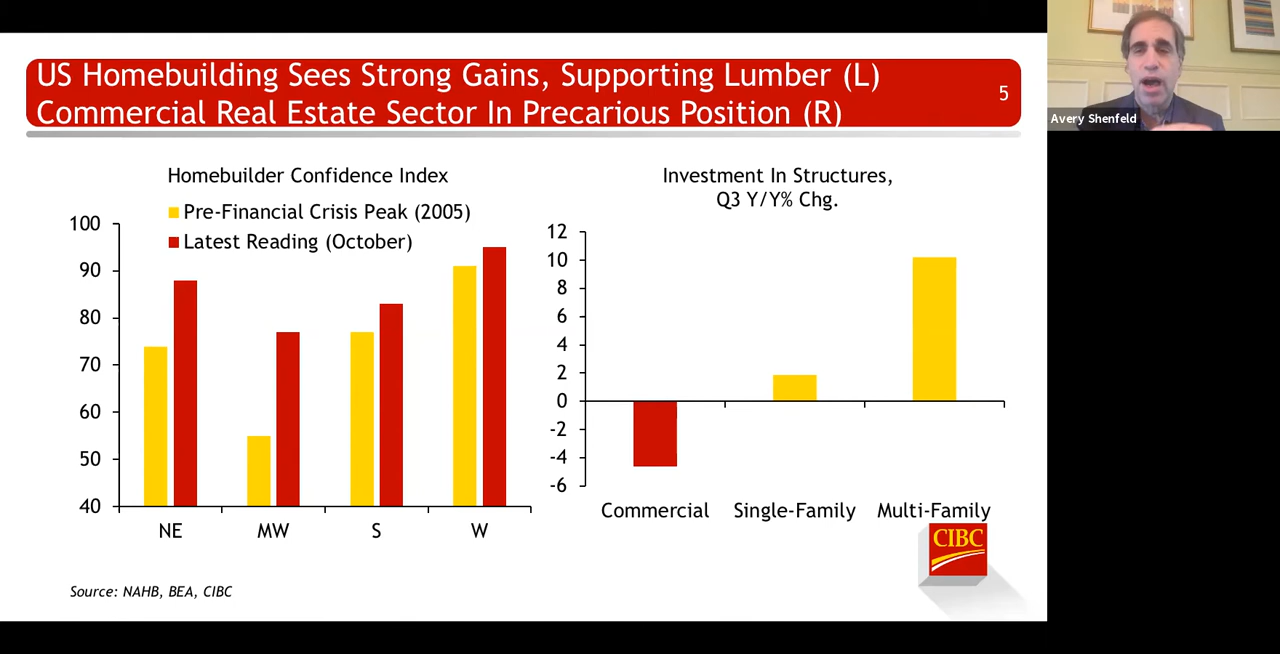 US Homebuilding Sees Strong Gains, Supporting Lumber (L)
Commercial Real Estate Sector In Precarious Position (R)
5
Avery Shenfeld
Homebuilder Confidence Index
Pre-Financial Crisis Peak (2005)
Latest Reading (October)
100
90
80
70
60
50
40
NE MW S W
Investment In Structures,
Q3 Y/Y% Chg.
12
10
8
6
4
2
0
-2
-4
-6
Commercial Single-Family Multi-Family
CIBC
Source: NAHB, BEA, CIBC